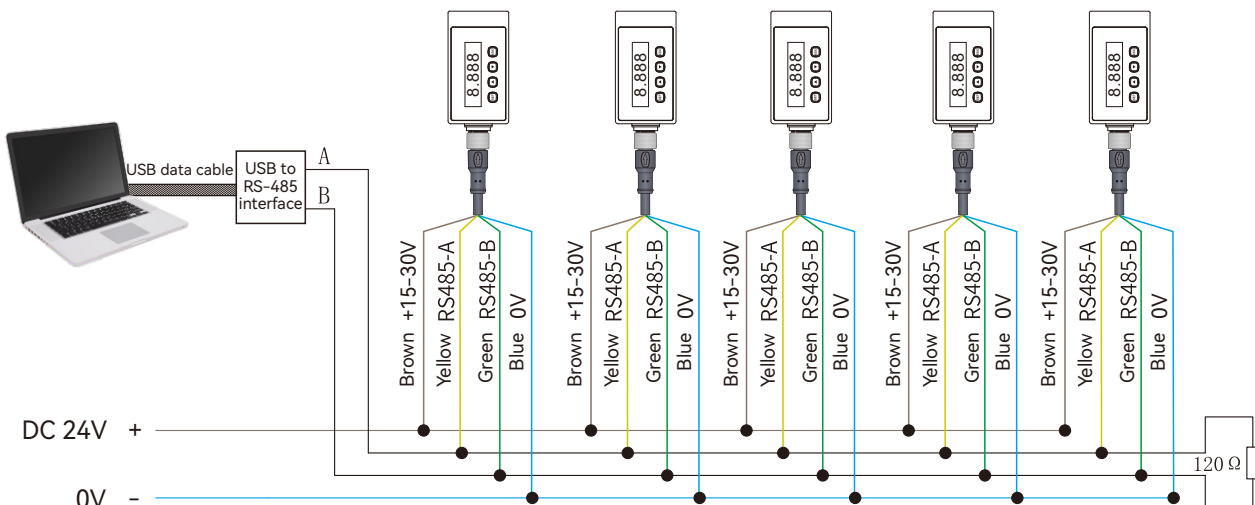 8.888
8.888
8.888
8.888
8.888
USB data cable
USB to
RS-485
interface
A
B
Brown +15-30V
Yellow RS485-A
Green RS485-B
Blue 0V
Brown +15-30V
Yellow RS485-A
Green RS485-B
Blue 0V
Brown +15-30V
Yellow RS485-A
Green RS485-B
Blue 0V
Brown +15-30V
Yellow RS485-A
Green RS485-B
Blue 0V
Brown +15-30V
Yellow RS485-A
Green RS485-B
Blue 0V
DC 24V +
120 Ω
0V -